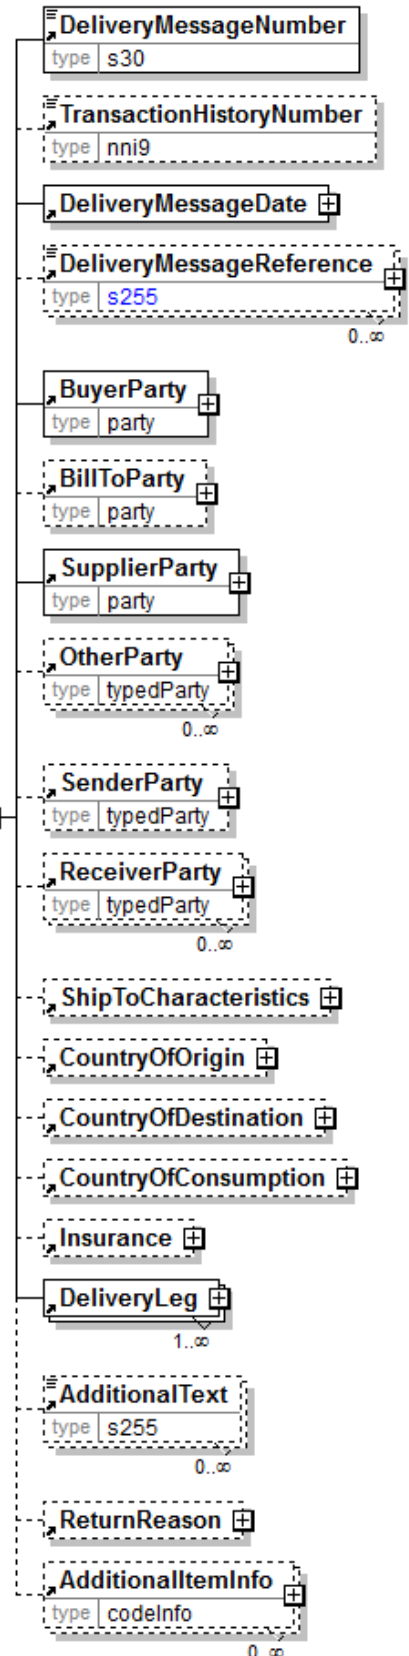 DeliveryMessageNumber
type s30
TransactionHistoryNumber
type nni9
DeliveryMessageDate
DeliveryMessageReference
type s255
0..∞
BuyerParty
type party
BillToParty
type party
SupplierParty
type party
OtherParty
type typedParty
0..∞
SenderParty
type typedParty
ReceiverParty
type typedParty
0..∞
ShipToCharacteristics
CountryOfOrigin
CountryOfDestination
CountryOfConsumption
Insurance
DeliveryLeg
1..∞
AdditionalText
type s255
0..∞
ReturnReason
AdditionalItemInfo
type codeInfo
0..∞